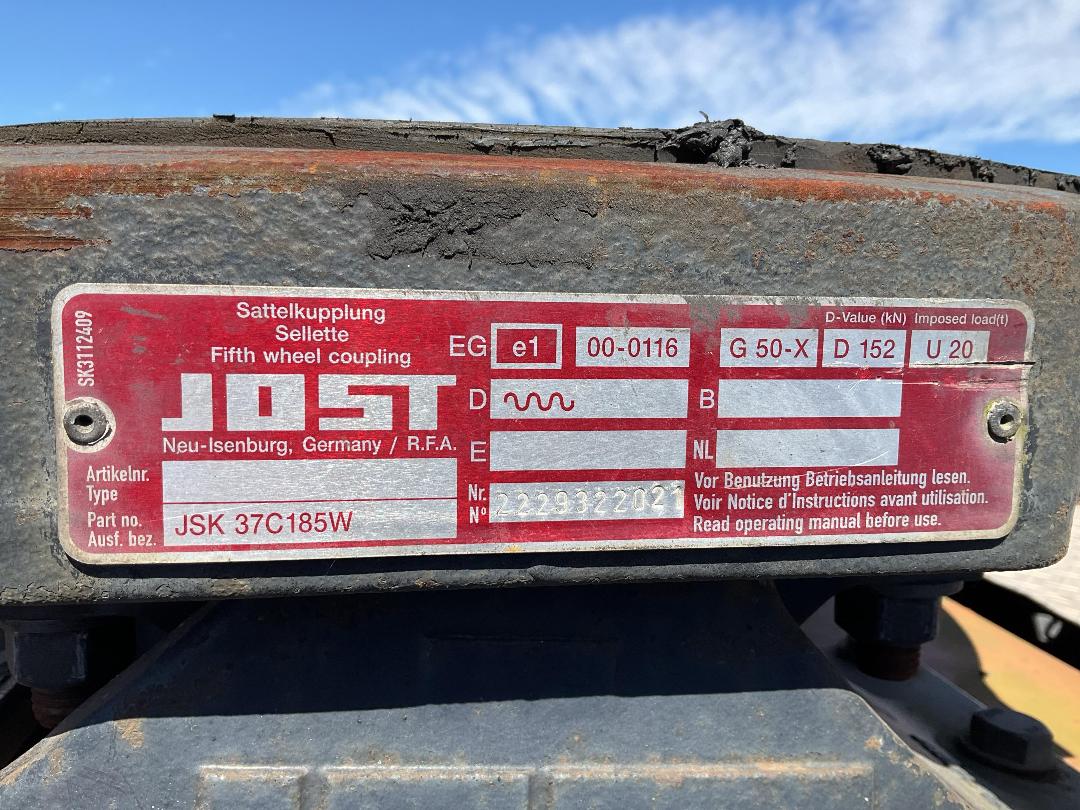 SK3112409
Sattelkupplung
Sellette
Fifth wheel coupling
JOST
Neu-Isenburg, Germany / R.F.A.
Artikelnr.
Type
Part no. JSK 37C185W
Ausf. bez.
EG e1 00-0116
D
E
Nr.
N° 2229322021
D-Value (kN) Imposed load(t)
G 50-X D 152 U 20
B
NL
Vor Benutzung Betriebsanleitung lesen.
Voir Notice d'Instructions avant utilisation.
Read operating manual before use.